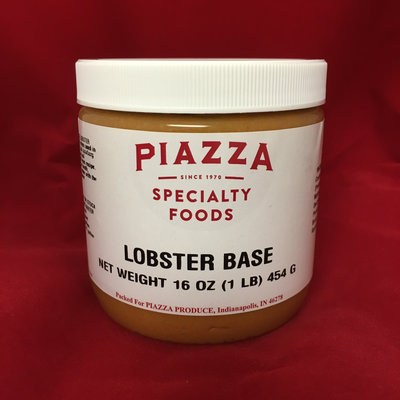 PIAZZA
SINCE 1970
SPECIALTY
FOODS
LOBSTER BASE
NET WEIGHT 16 OZ (1 LB) 454 G
Packed For PIAZZA PRODUCE, Indianapolis, IN 46278